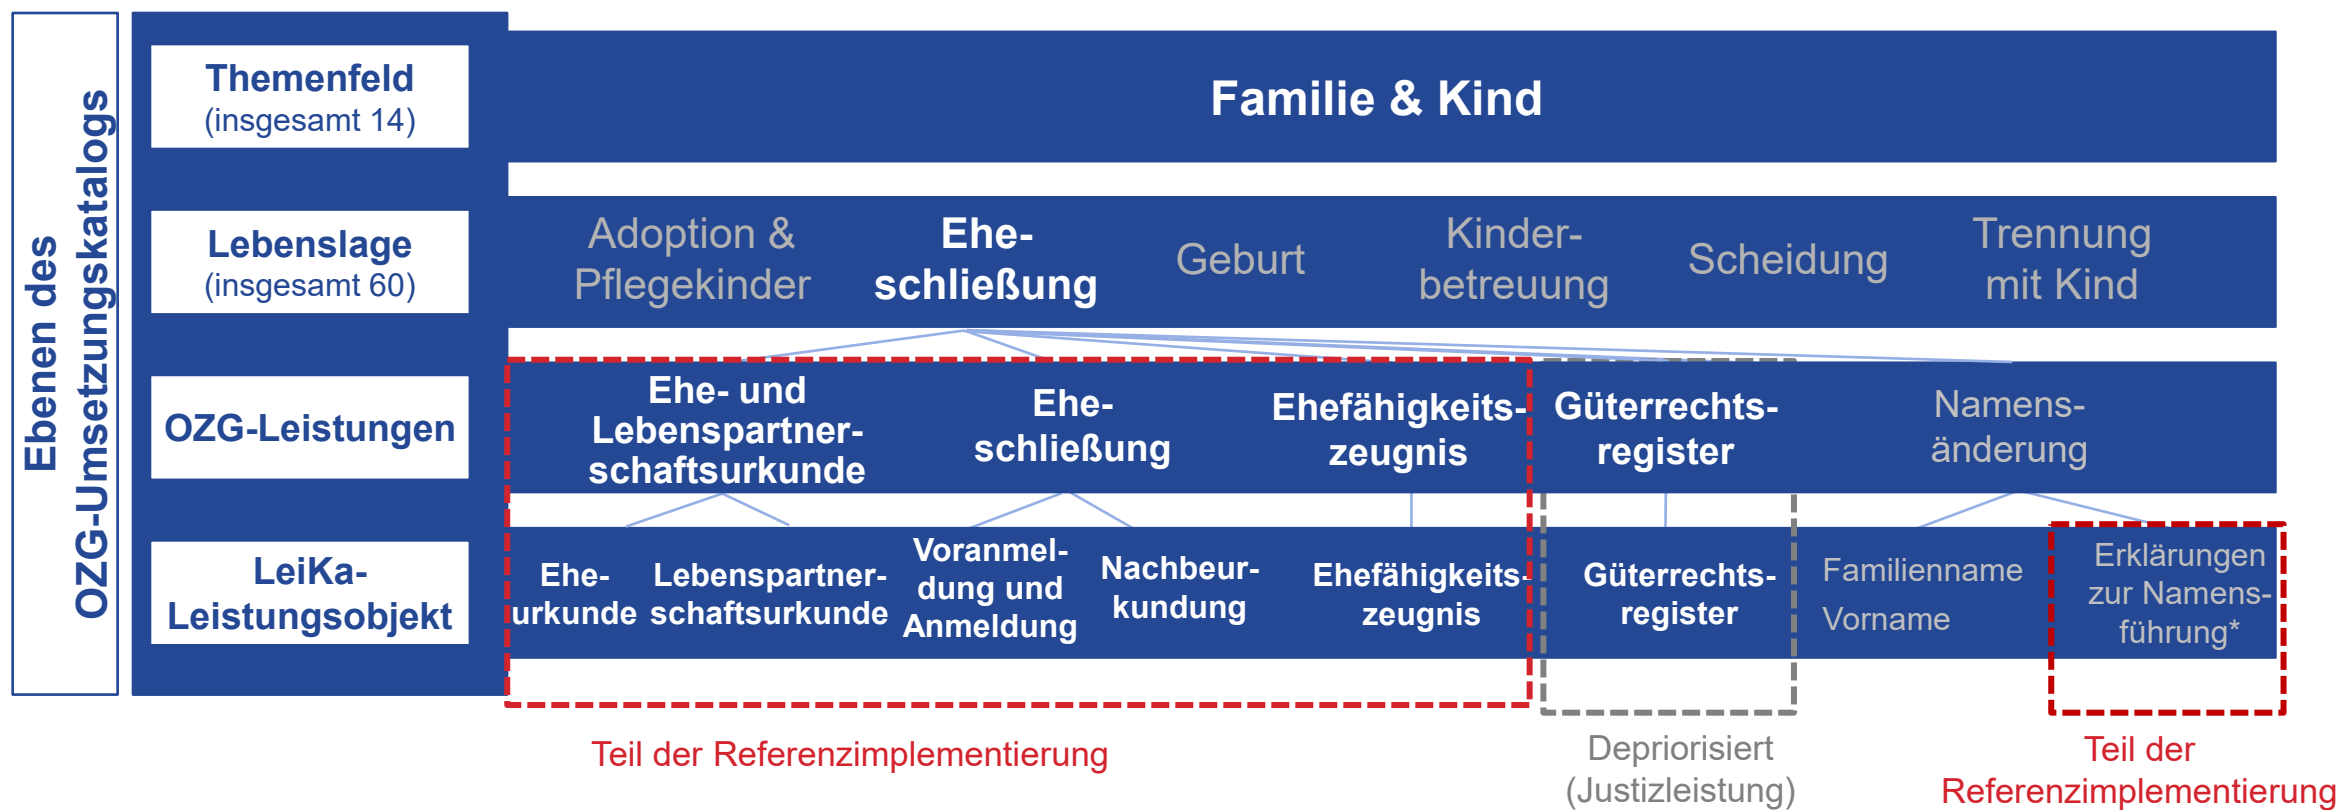 Ebenen des
OZG-Umsetzungskatalogs
Themenfeld
(insgesamt 14)
Familie & Kind
Lebenslage
(insgesamt 60)
Adoption &
Pflegekinder
Ehe-
schließung
Geburt
Kinder-
betreuung
Scheidung
Trennung
mit Kind
OZG-Leistungen
Ehe- und
Lebenspartner-
schaftsurkunde
Ehe-
schließung
Ehefähigkeits-
zeugnis
Güterrechts-
register
Namens-
änderung
LeiKa-
Leistungsobjekt
Ehe-
urkunde
Lebenspartner-
schaftsurkunde
Voranmel-
dung und
Anmeldung
Nachbeur-
kundung
Ehefähigkeits-
zeugnis
Güterrechts-
register
Familienname
Vorname
Erklärungen
zur Namens-
führung*
Teil der Referenzimplementierung
Depriorisiert
(Justizleistung)
Teil der
Referenzimplementierung